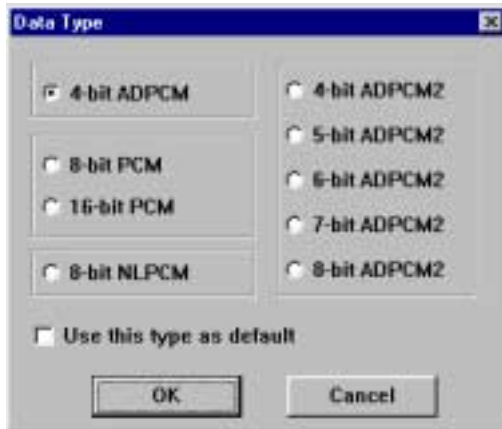 Data Type
4-bit ADPCM
8-bit PCM
16-bit PCM
8-bit NLPCM
4-bit ADPCM2
5-bit ADPCM2
6-bit ADPCM2
7-bit ADPCM2
8-bit ADPCM2
Use this type as default
OK
Cancel